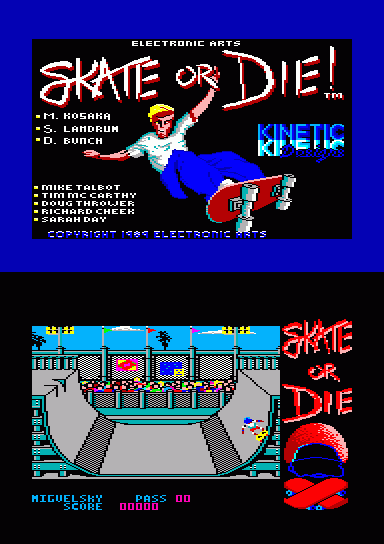 ELECTRONIC ARTS
SKATE OR DIE!
TM
M. KOSAKA
S. LANDRUM
D. BUNCH
KINETIC
Designs
MIKE TALBOT
TIM MC CARTHY
DOUG THROWER
RICHARD CHEEK
SARAH DAY
COPYRIGHT 1989 ELECTRONIC ARTS
SKATE
OR
DIE
MIGUELSKY PASS 00
SCORE 00000